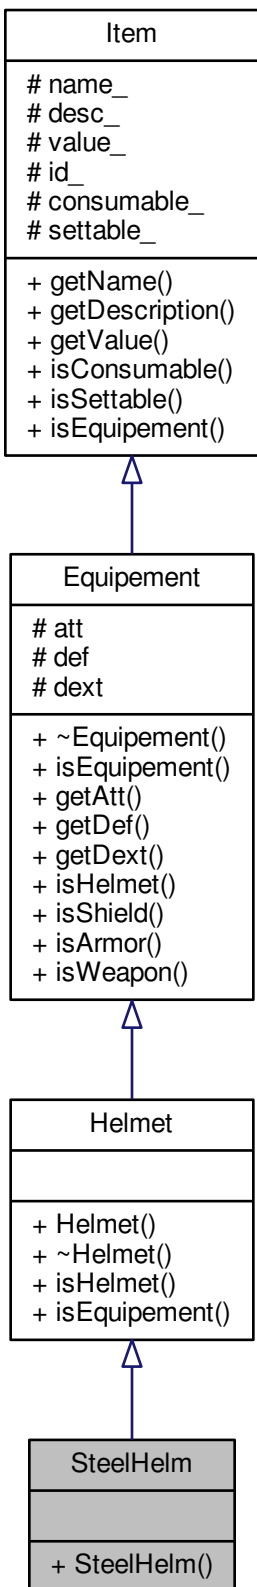 Item
# name_
# desc_
# value_
# id_
# consumable_
# settable_
+ getName()
+ getDescription()
+ getValue()
+ isConsumable()
+ isSettable()
+ isEquipement()
Equipement
# att
# def
# dext
+ ~Equipement()
+ isEquipement()
+ getAtt()
+ getDef()
+ getDext()
+ isHelmet()
+ isShield()
+ isArmor()
+ isWeapon()
Helmet
+ Helmet()
+ ~Helmet()
+ isHelmet()
+ isEquipement()
SteelHelm
+ SteelHelm()